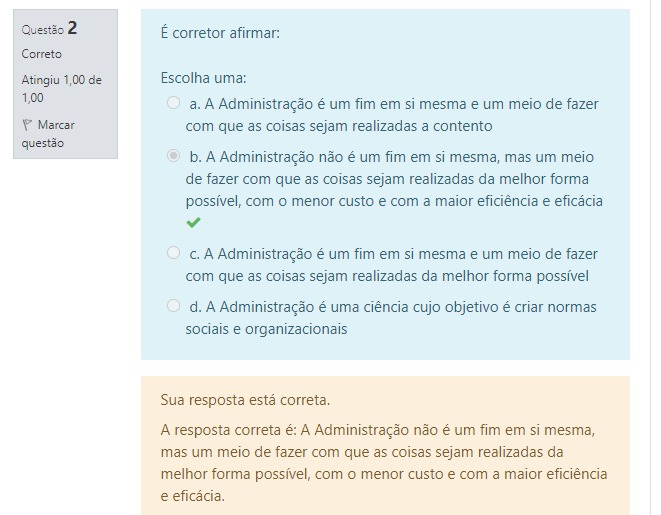 Questão 2
Correto
Atingiu 1,00 de
1,00
Marcar
questão
É corretor afirmar:
Escolha uma:
a. A Administração é um fim em si mesma e um meio de fazer
com que as coisas sejam realizadas a contento
b. A Administração não é um fim em si mesma, mas um meio
de fazer com que as coisas sejam realizadas da melhor forma
possível, com o menor custo e com a maior eficiência e eficácia
c. A Administração é um fim em si mesma e um meio de fazer
com que as coisas sejam realizadas da melhor forma possível
d. A Administração é uma ciência cujo objetivo é criar normas
sociais e organizacionais
Sua resposta está correta.
A resposta correta é: A Administração não é um fim em si mesma,
mas um meio de fazer com que as coisas sejam realizadas da
melhor forma possível, com o menor custo e com a maior eficiência
e eficácia.